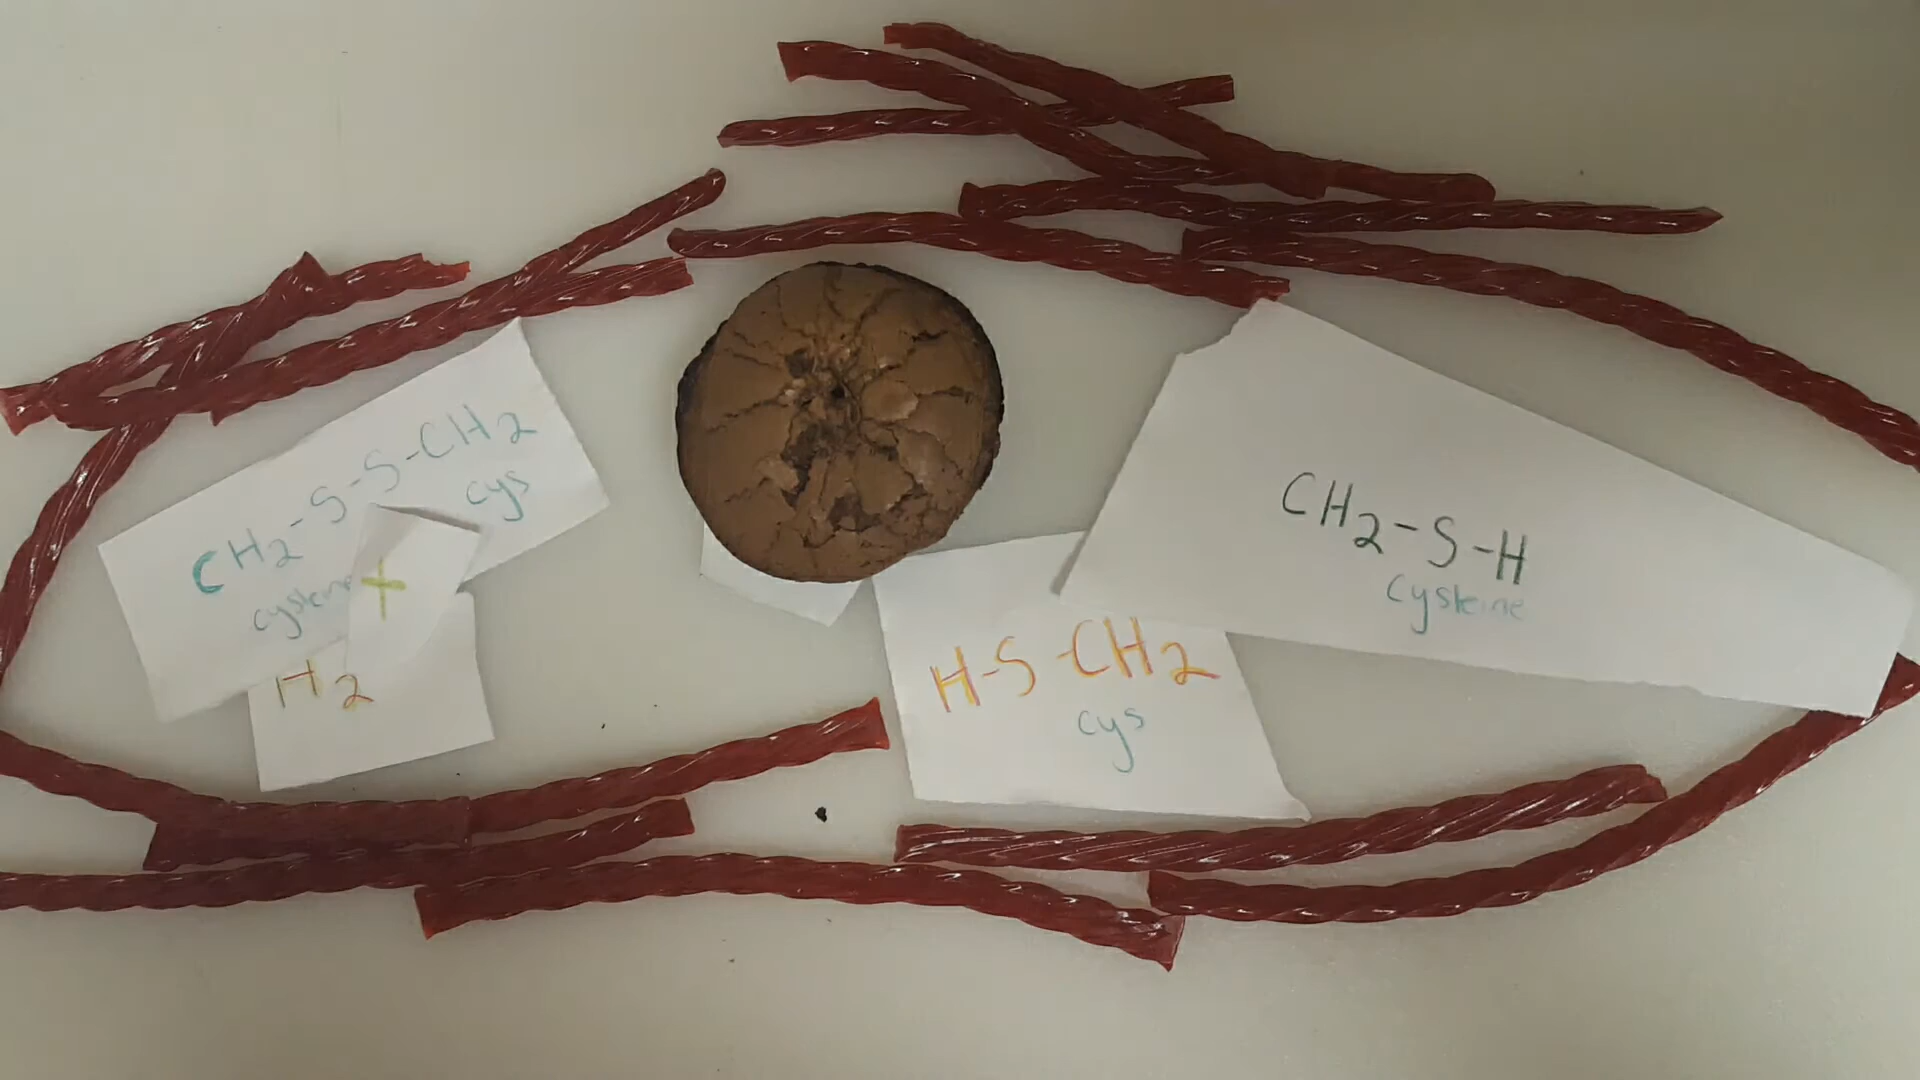 CH2-S-S-CH2
cysteine
cys
+
H2
H-S-CH2
cys
CH2-S-H
Cysteine